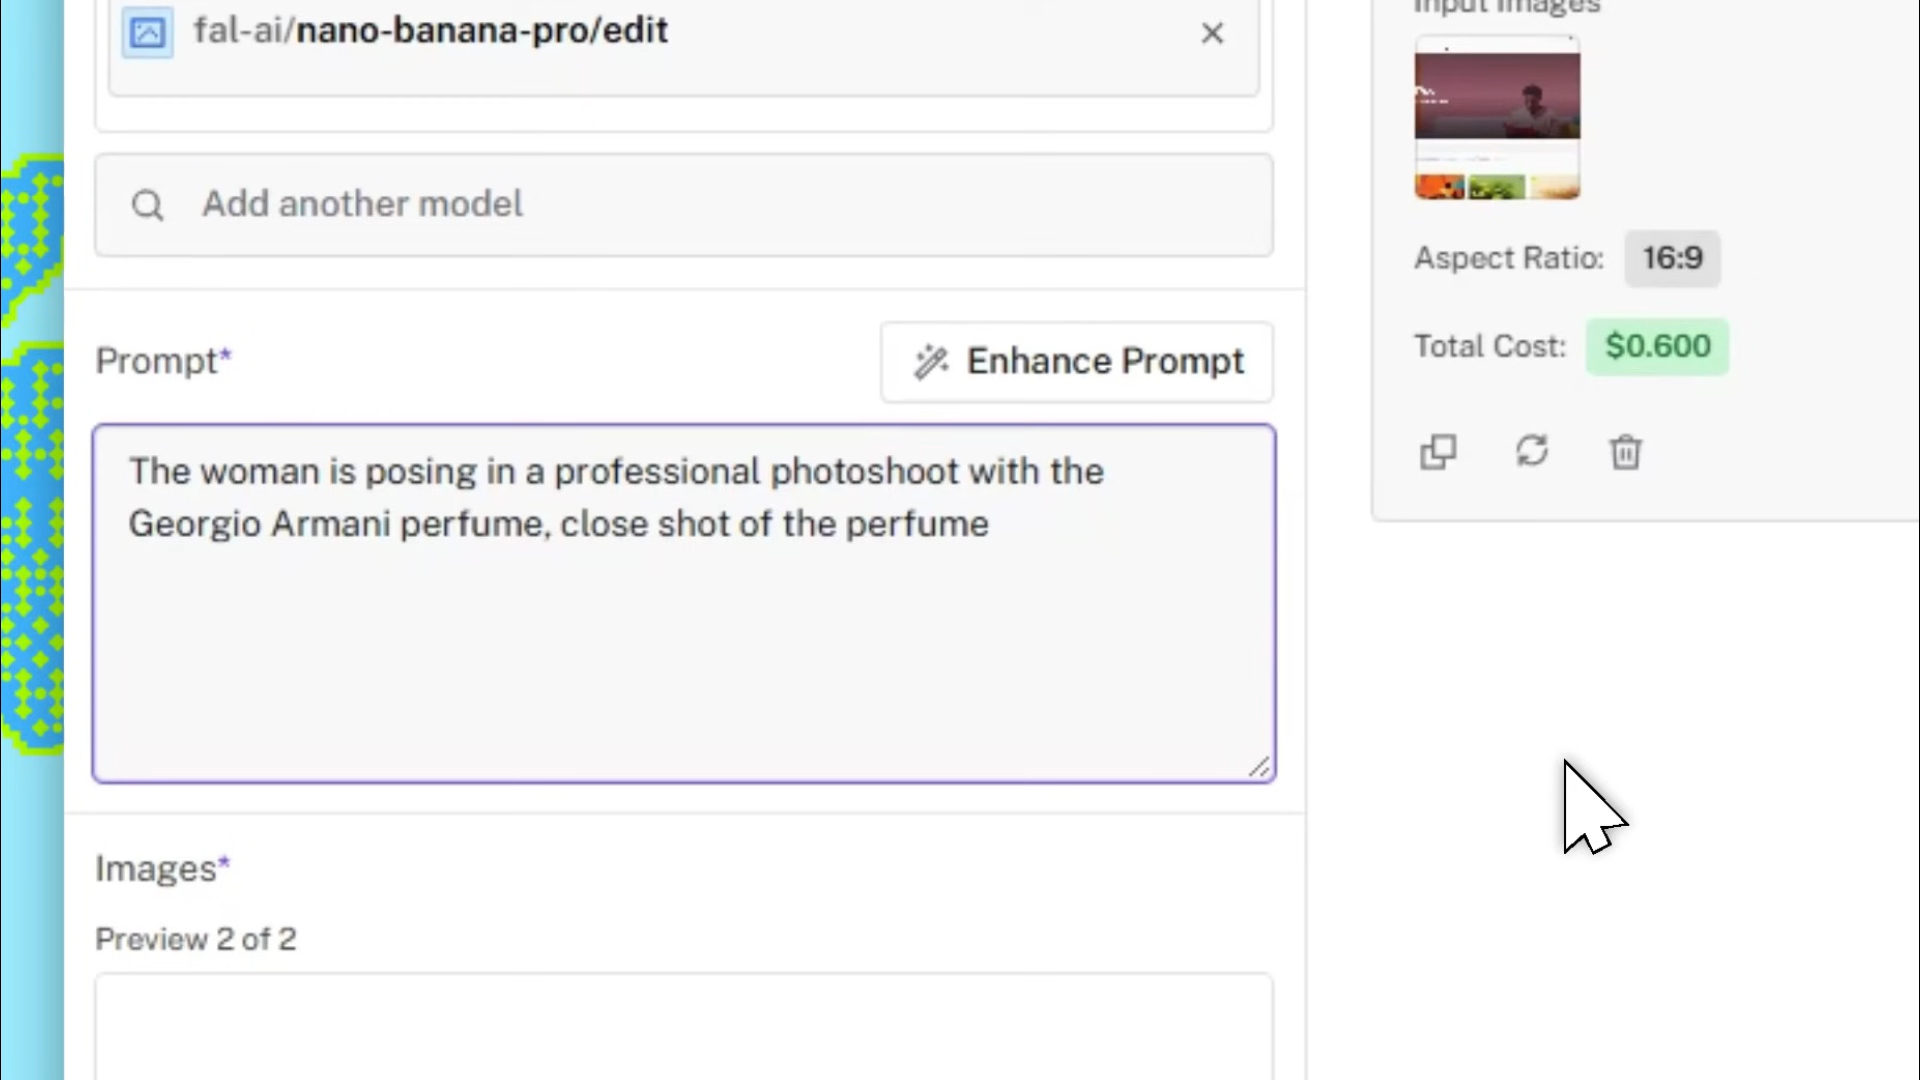 fal-ai/nano-banana-pro/edit
Add another model
Prompt*
Enhance Prompt
The woman is posing in a professional photoshoot with the
Georgio Armani perfume, close shot of the perfume
Images*
Preview 2 of 2
Input Images
Aspect Ratio: 16:9
Total Cost: $0.600